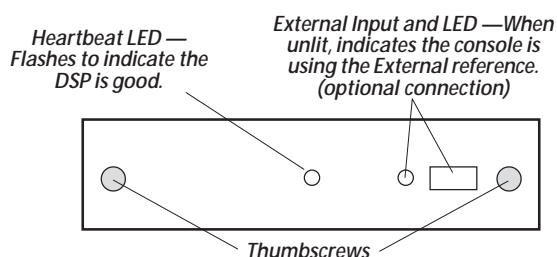 Heartbeat LED —
Flashes to indicate the
DSP is good.
External Input and LED —When
unlit, indicates the console is
using the External reference.
(optional connection)
Thumbscrews